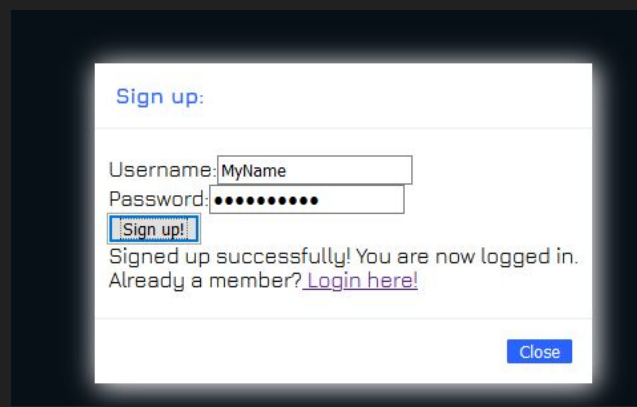 Sign up:
Username: MyName
Password: ●●●●●●●●●●
Sign up!
Signed up successfully! You are now logged in.
Already a member? Login here!
Close